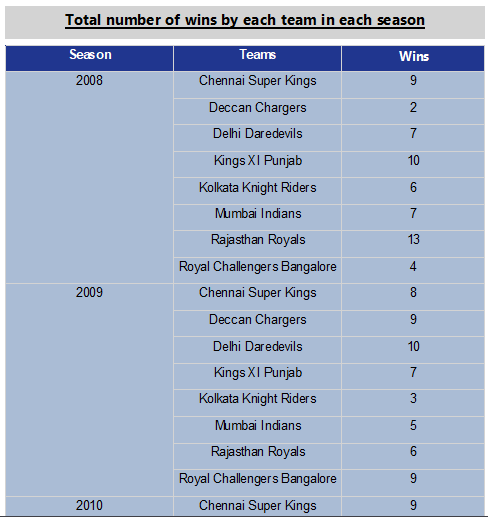 Total number of wins by each team in each season
Season Teams Wins
2008 Chennai Super Kings 9
Deccan Chargers 2
Delhi Daredevils 7
Kings XI Punjab 10
Kolkata Knight Riders 6
Mumbai Indians 7
Rajasthan Royals 13
Royal Challengers Bangalore 4
2009 Chennai Super Kings 8
Deccan Chargers 9
Delhi Daredevils 10
Kings XI Punjab 7
Kolkata Knight Riders 3
Mumbai Indians 5
Rajasthan Royals 6
Royal Challengers Bangalore 9
2010 Chennai Super Kings 9